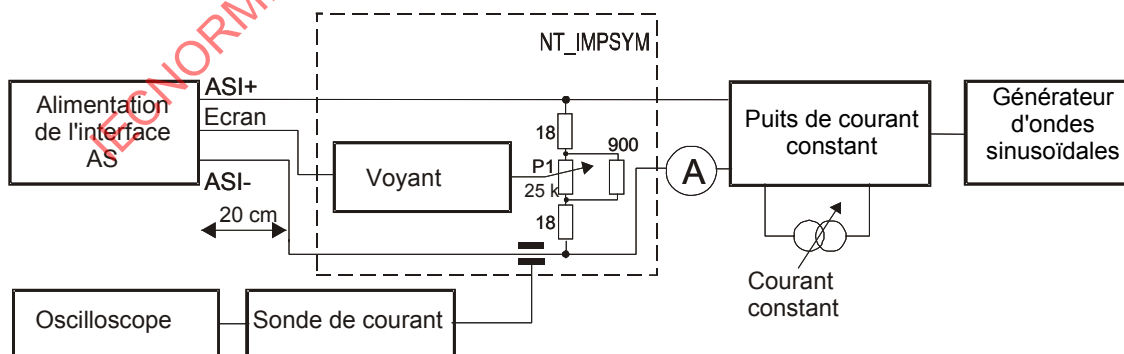 NT_IMPSYM
Alimentation
de l'interface
AS
ASI+
Ecran
ASI-
20 cm
Voyant
18
900
P1
25 k
18
A
Puits de courant
constant
Générateur
d'ondes
sinusoïdales
Courant
constant
Oscilloscope
Sonde de courant
IECNORM